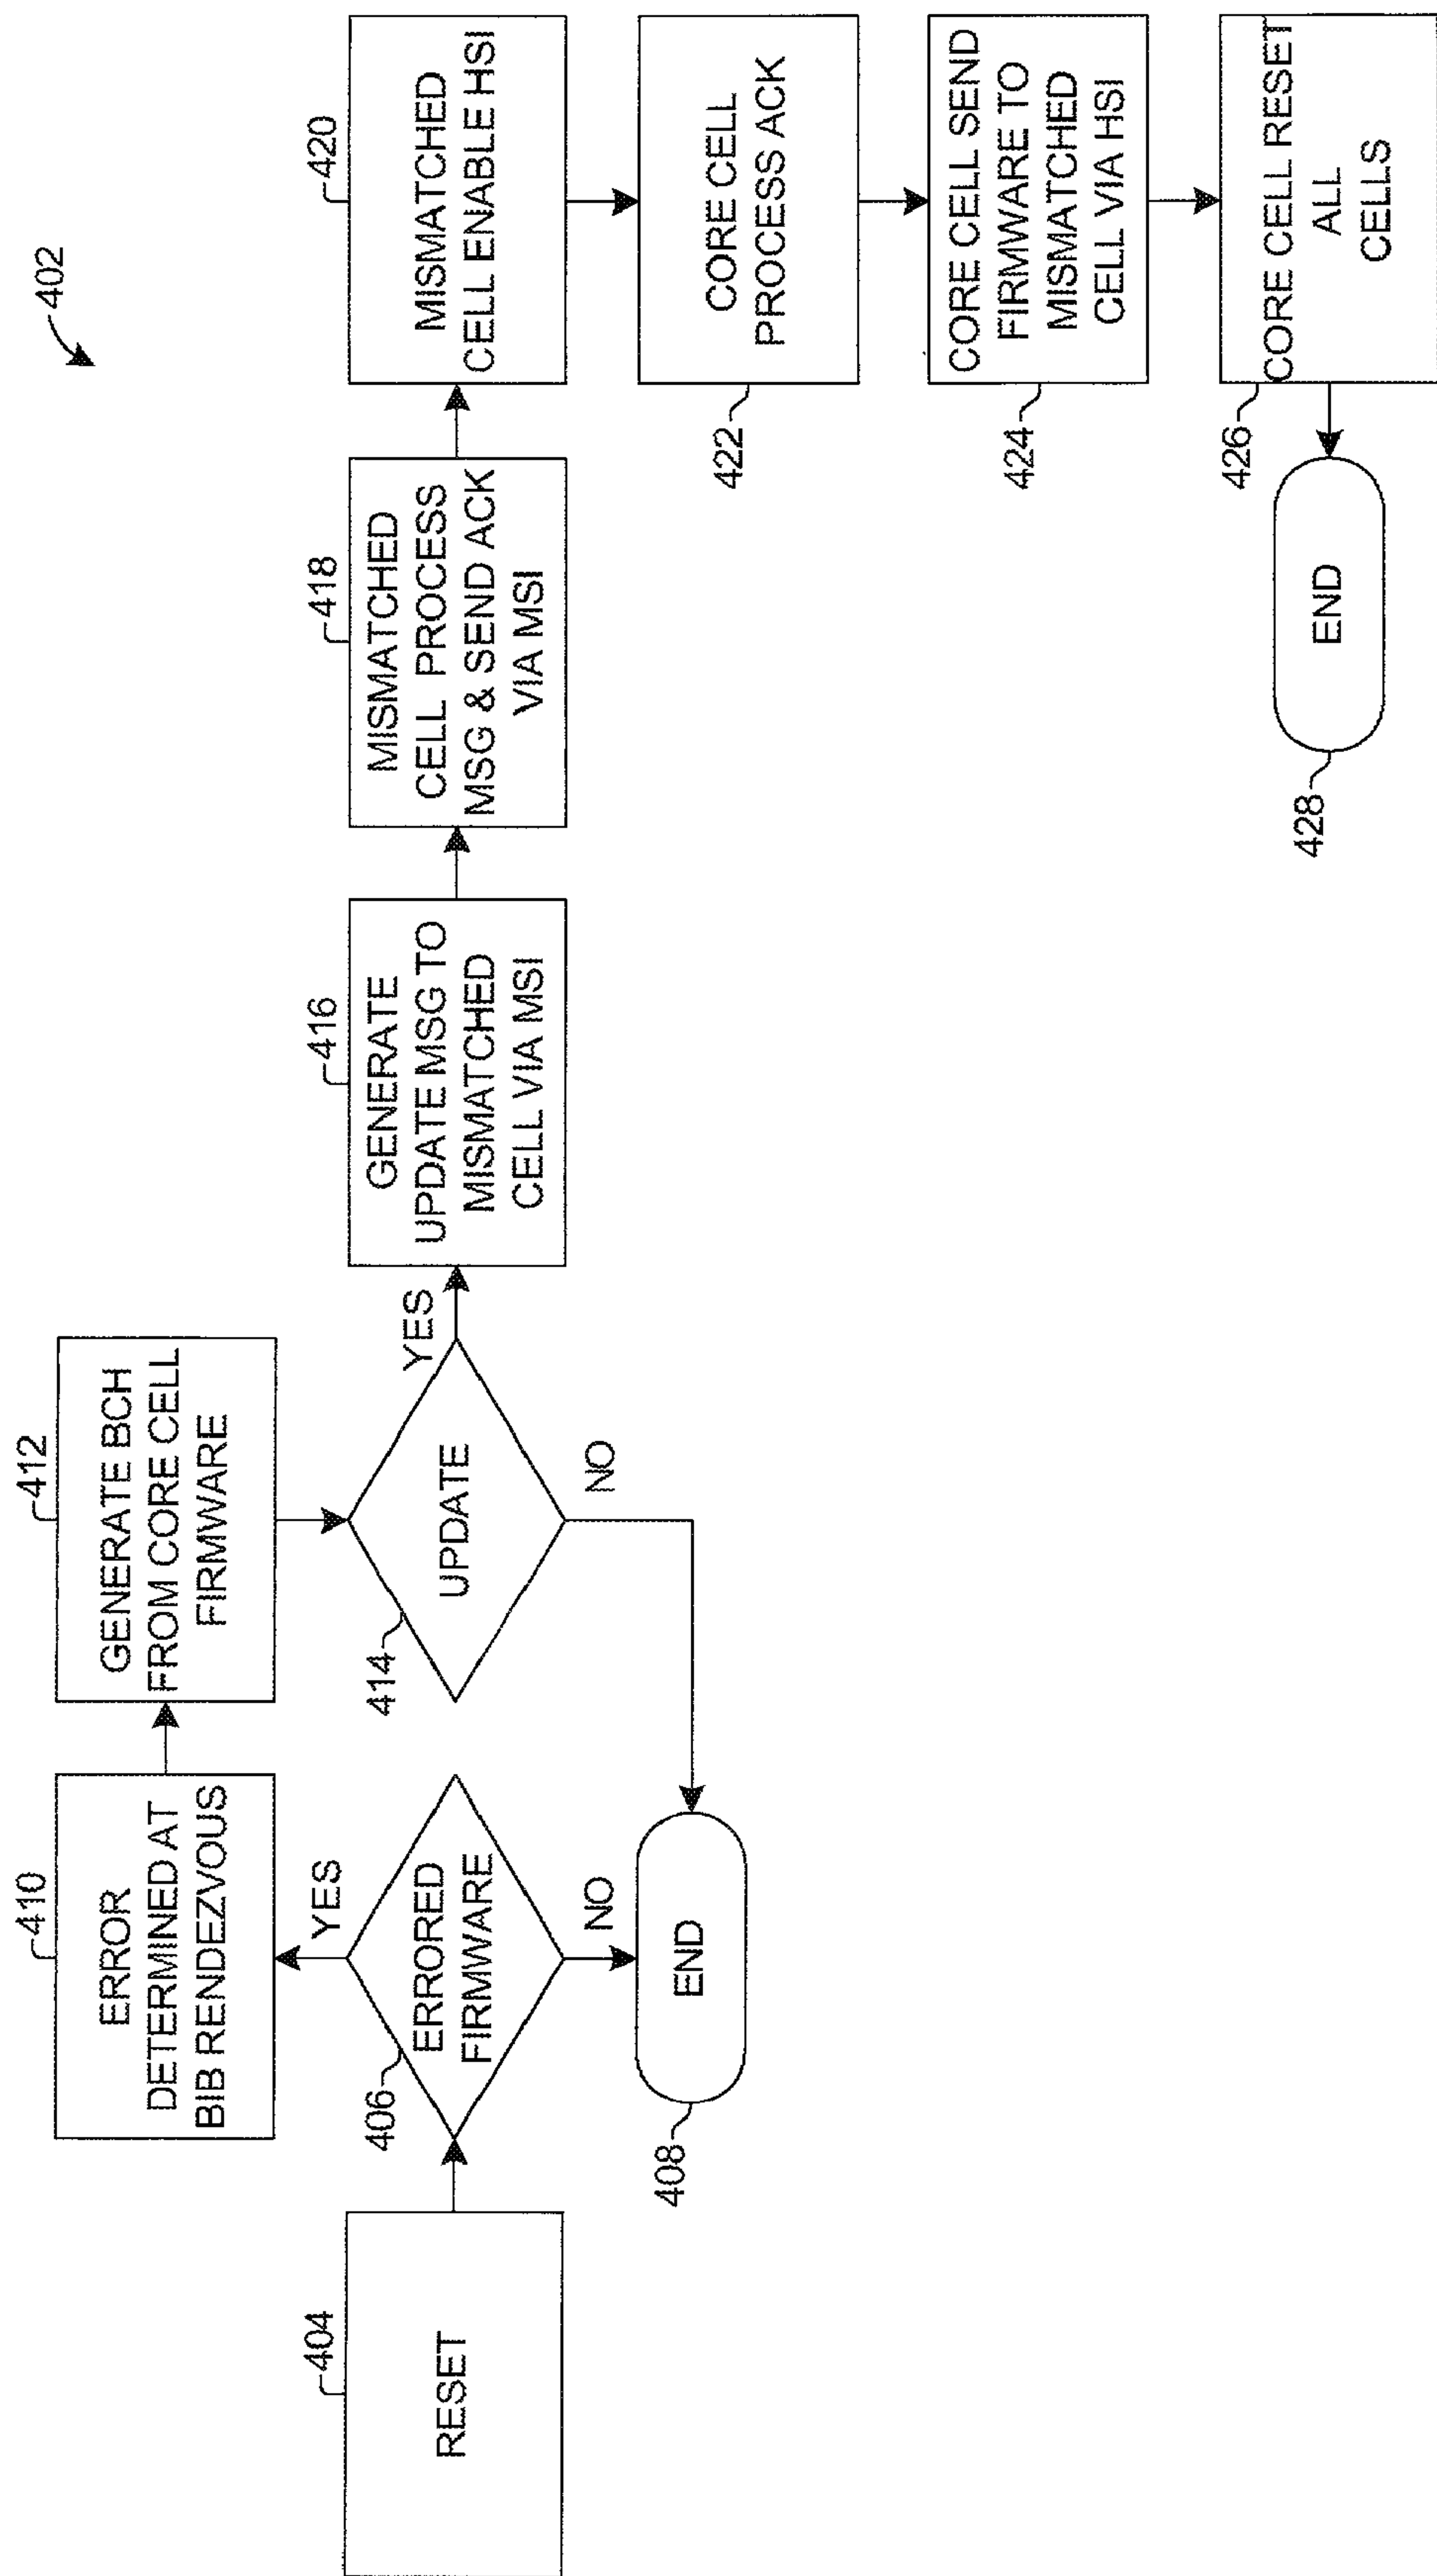 402
404
RESET
406
ERRORED
FIRMWARE
YES
NO
408
END
410
ERROR
DETERMINED AT
BIB RENDEZVOUS
412
GENERATE BCH
FROM CORE CELL
FIRMWARE
414
UPDATE
YES
NO
416
GENERATE
UPDATE MSG TO
MISMATCHED
CELL VIA MSI
418
MISMATCHED
CELL PROCESS
MSG & SEND ACK
VIA MSI
420
MISMATCHED
CELL ENABLE HSI
422
CORE CELL
PROCESS ACK
424
CORE CELL SEND
FIRMWARE TO
MISMATCHED
CELL VIA HSI
426
CORE CELL RESET
ALL
CELLS
428
END